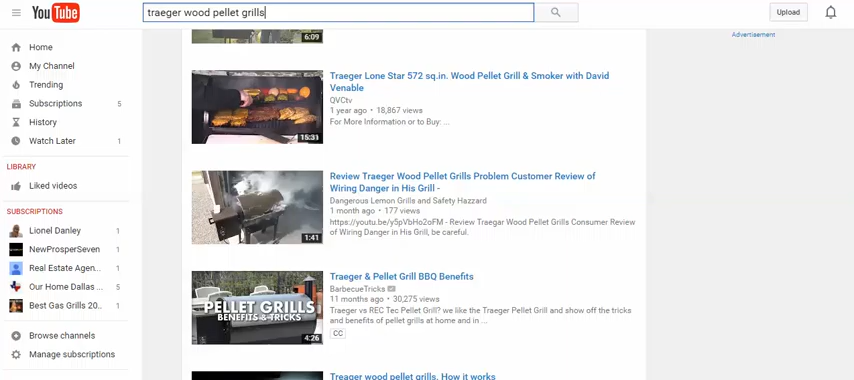 YouTube
traeger wood pellet grills
Upload
Home
My Channel
Trending
Subscriptions 5
History
Watch Later 1
LIBRARY
Liked videos
SUBSCRIPTIONS
Lionel Danley 1
NewProsperSeven 1
Real Estate Agen... 1
Our Home Dallas ... 5
Best Gas Grills 20.. 1
Browse channels
Manage subscriptions
6:09
15:31
Traeger Lone Star 572 sq.in. Wood Pellet Grill & Smoker with David
Venable
QVCtv
1 year ago • 18,867 views
For More Information or to Buy: ...
1:41
Review Traeger Wood Pellet Grills Problem Customer Review of
Wiring Danger in His Grill -
Dangerous Lemon Grills and Safety Hazzard
1 month ago • 177 views
https://youtu.be/y5pVbHo2oFM - Review Traegar Wood Pellet Grills Consumer Review
of Wiring Danger in His Grill, be careful.
PELLET GRILLS
BENEFITS & TRICKS
4:26
Traeger & Pellet Grill BBQ Benefits
BarbecueTricks
11 months ago • 30,275 views
Traeger vs REC Tec Pellet Grill? we like the Traeger Pellet Grill and show off the tricks
and benefits of pellet grills at home and in ...
CC
Traeger wood pellet grills. How it works
Advertisement